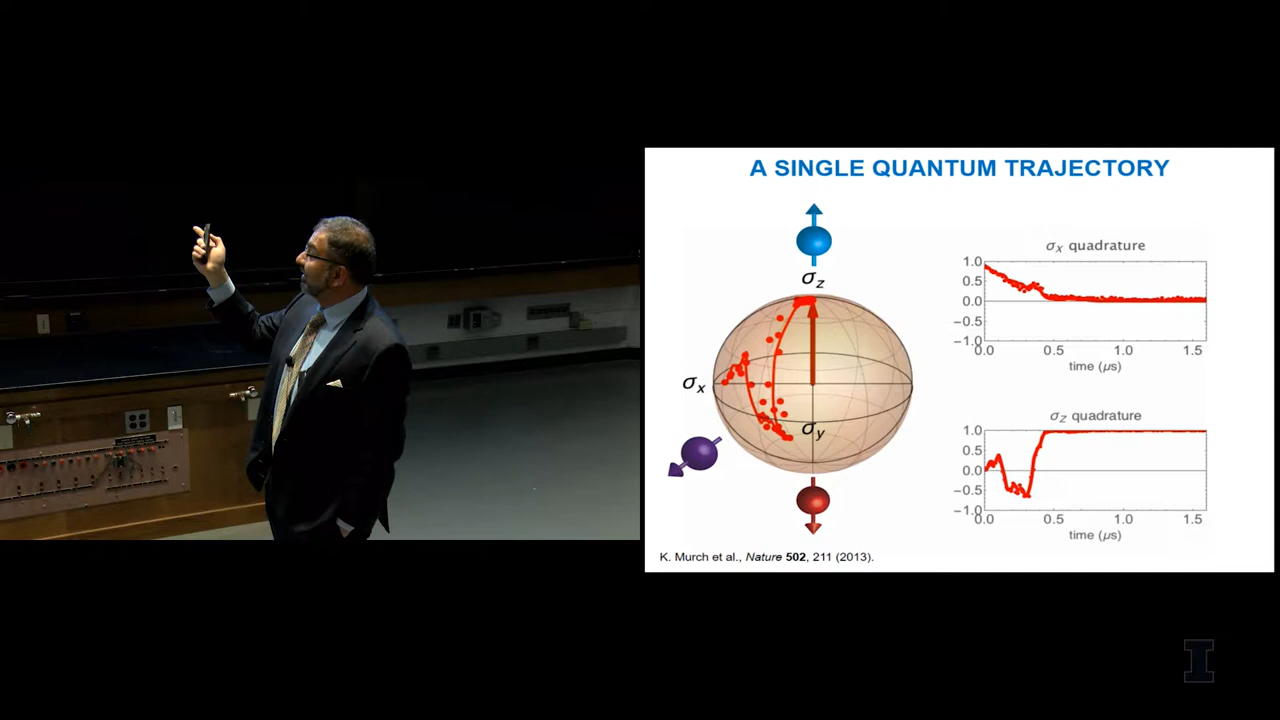 A SINGLE QUANTUM TRAJECTORY
σz
σx
σy
σx quadrature
1.0
0.5
0.0
−0.5
−1.0
0.0 0.5 1.0 1.5
time (μs)
σz quadrature
1.0
0.5
0.0
−0.5
−1.0
0.0 0.5 1.0 1.5
time (μs)
K. Murch et al., Nature 502, 211 (2013).
I